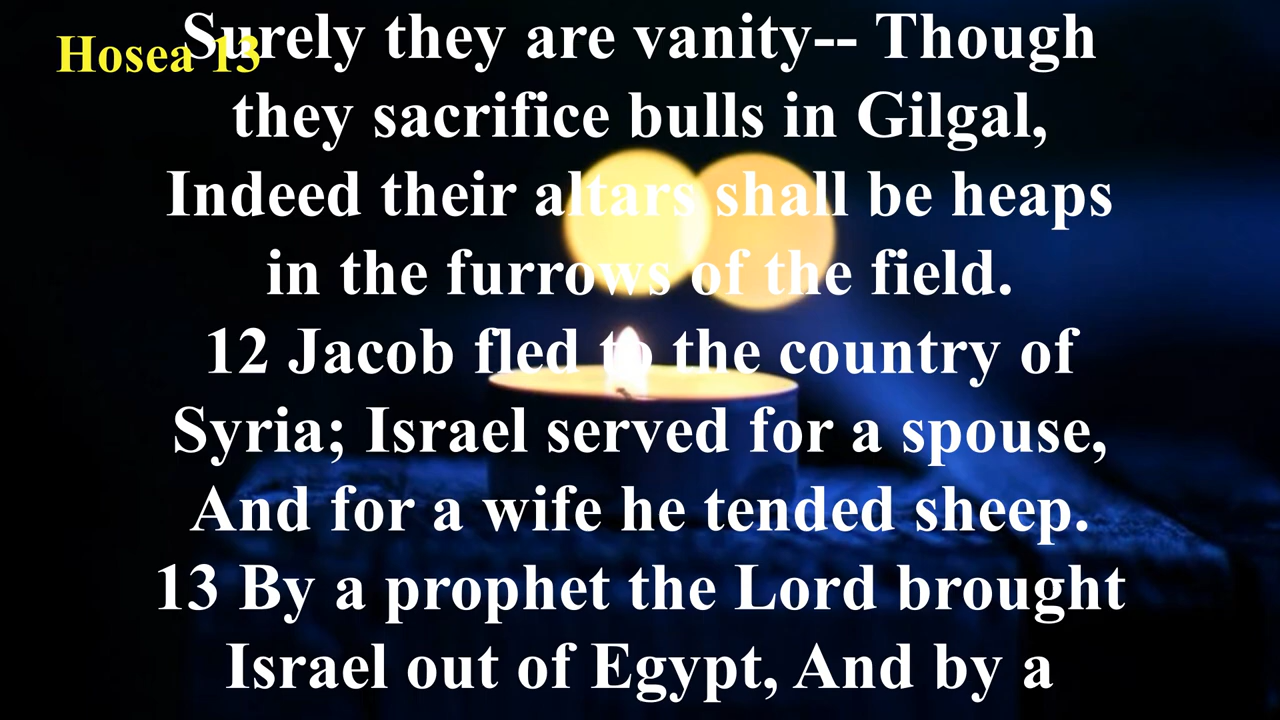 Hosea 13
Surely they are vanity-- Though
they sacrifice bulls in Gilgal,
Indeed their altars shall be heaps
in the furrows of the field.
12 Jacob fled to the country of
Syria; Israel served for a spouse,
And for a wife he tended sheep.
13 By a prophet the Lord brought
Israel out of Egypt, And by a